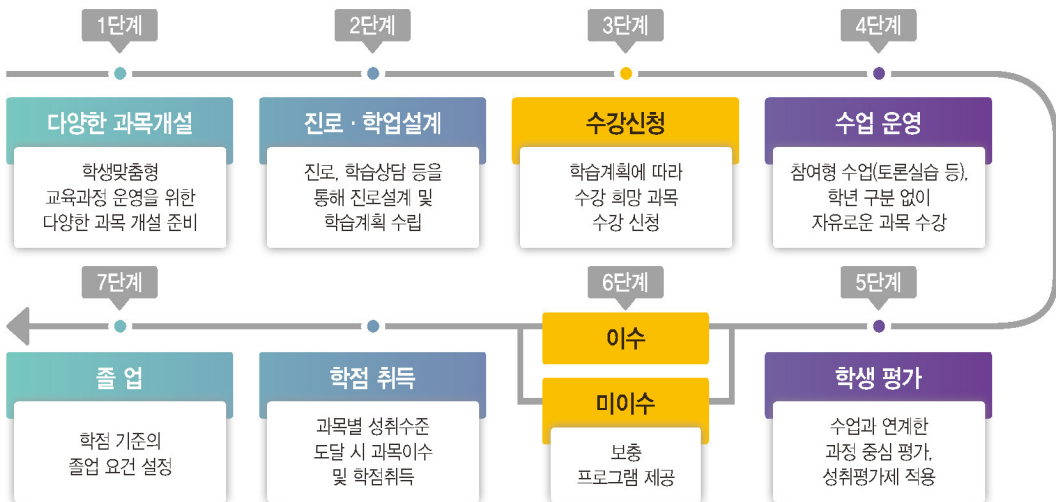 1단계
2단계
3단계
4단계
다양한 과목개설
진로·학업설계
수강신청
수업 운영
학생맞춤형
교육과정 운영을 위한
다양한 과목 개설 준비
진로, 학습상담 등을
통해 진로설계 및
학습계획 수립
학습계획에 따라
수강 희망 과목
수강 신청
참여형 수업(토론실습 등),
학년 구분 없이
자유로운 과목 수강
7단계
6단계
5단계
이수
졸 업
학점 취득
미이수
학생 평가
학점 기준의
졸업 요건 설정
과목별 성취수준
도달 시 과목이수
및 학점취득
보충
프로그램 제공
수업과 연계한
과정 중심 평가,
성취평가제 적용